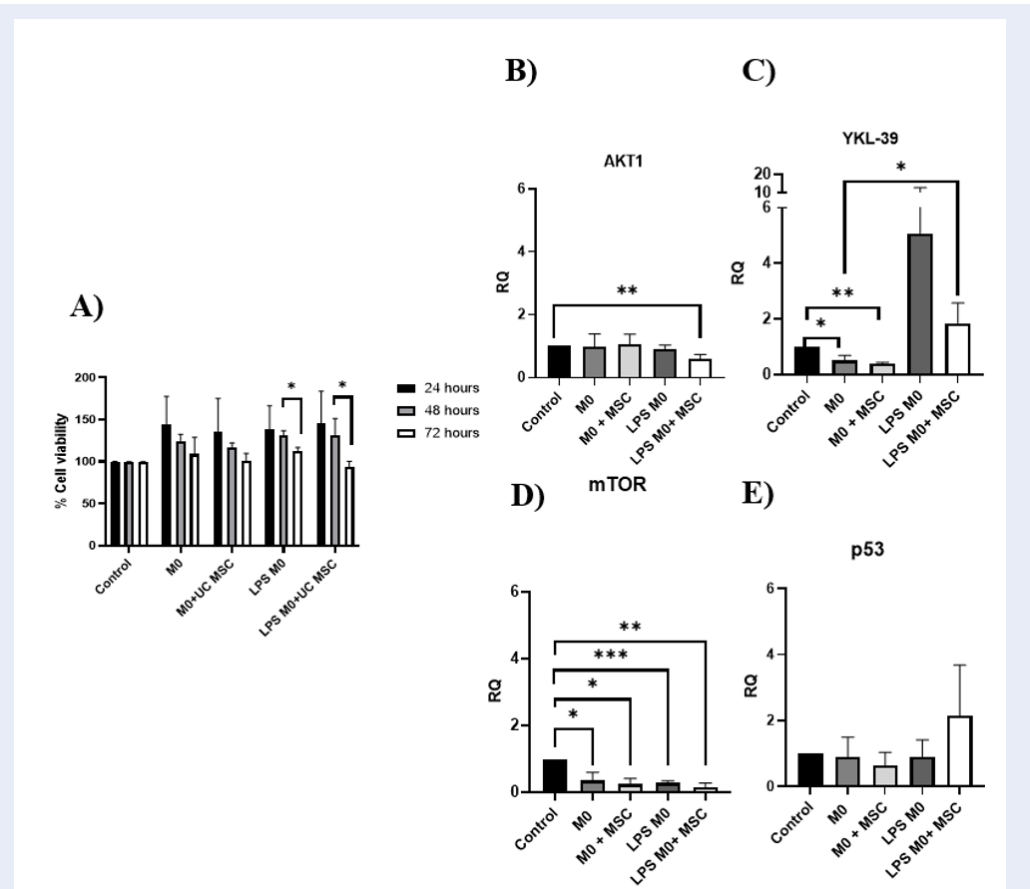 A)
% Cell viability
200
150
100
50
0
*
*
24 hours
48 hours
72 hours
Control
M0
M0+UC MSC
LPS M0
LPS M0+UC MSC
B)
AKT1
RQ
6
4
2
0
**
Control
M0
M0 + MSC
LPS M0
LPS M0+ MSC
C)
YKL-39
RQ
20
10
6
4
2
0
*
**
*
Control
M0
M0 + MSC
LPS M0
LPS M0+ MSC
D)
mTOR
RQ
6
4
2
0
**
***
*
*
Control
M0
M0 + MSC
LPS M0
LPS M0+ MSC
E)
p53
RQ
6
4
2
0
Control
M0
M0 + MSC
LPS M0
LPS M0+ MSC